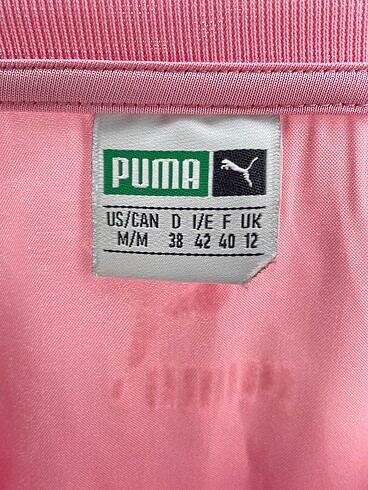 PUMA
US/CAN D I/E F UK
M/M 38 42 40 12